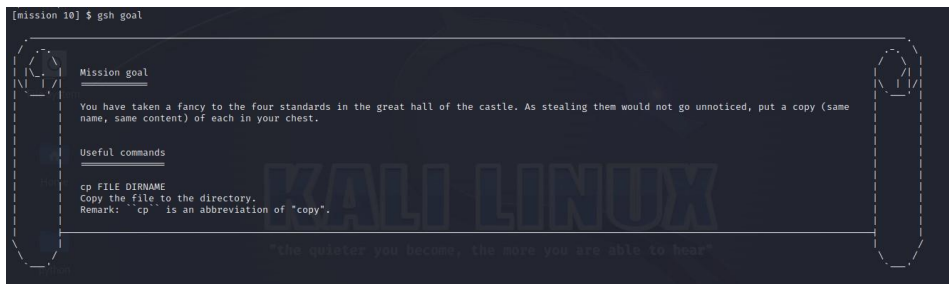 [mission 10] $ gsh goal
Mission goal
You have taken a fancy to the four standards in the great hall of the castle. As stealing them would not go unnoticed, put a copy (same
name, same content) of each in your chest.
Useful commands
cp FILE DIRNAME
Copy the file to the directory.
Remark: ``cp`` is an abbreviation of "copy".
KALI LINUX
"the quieter you become, the more you are able to hear"